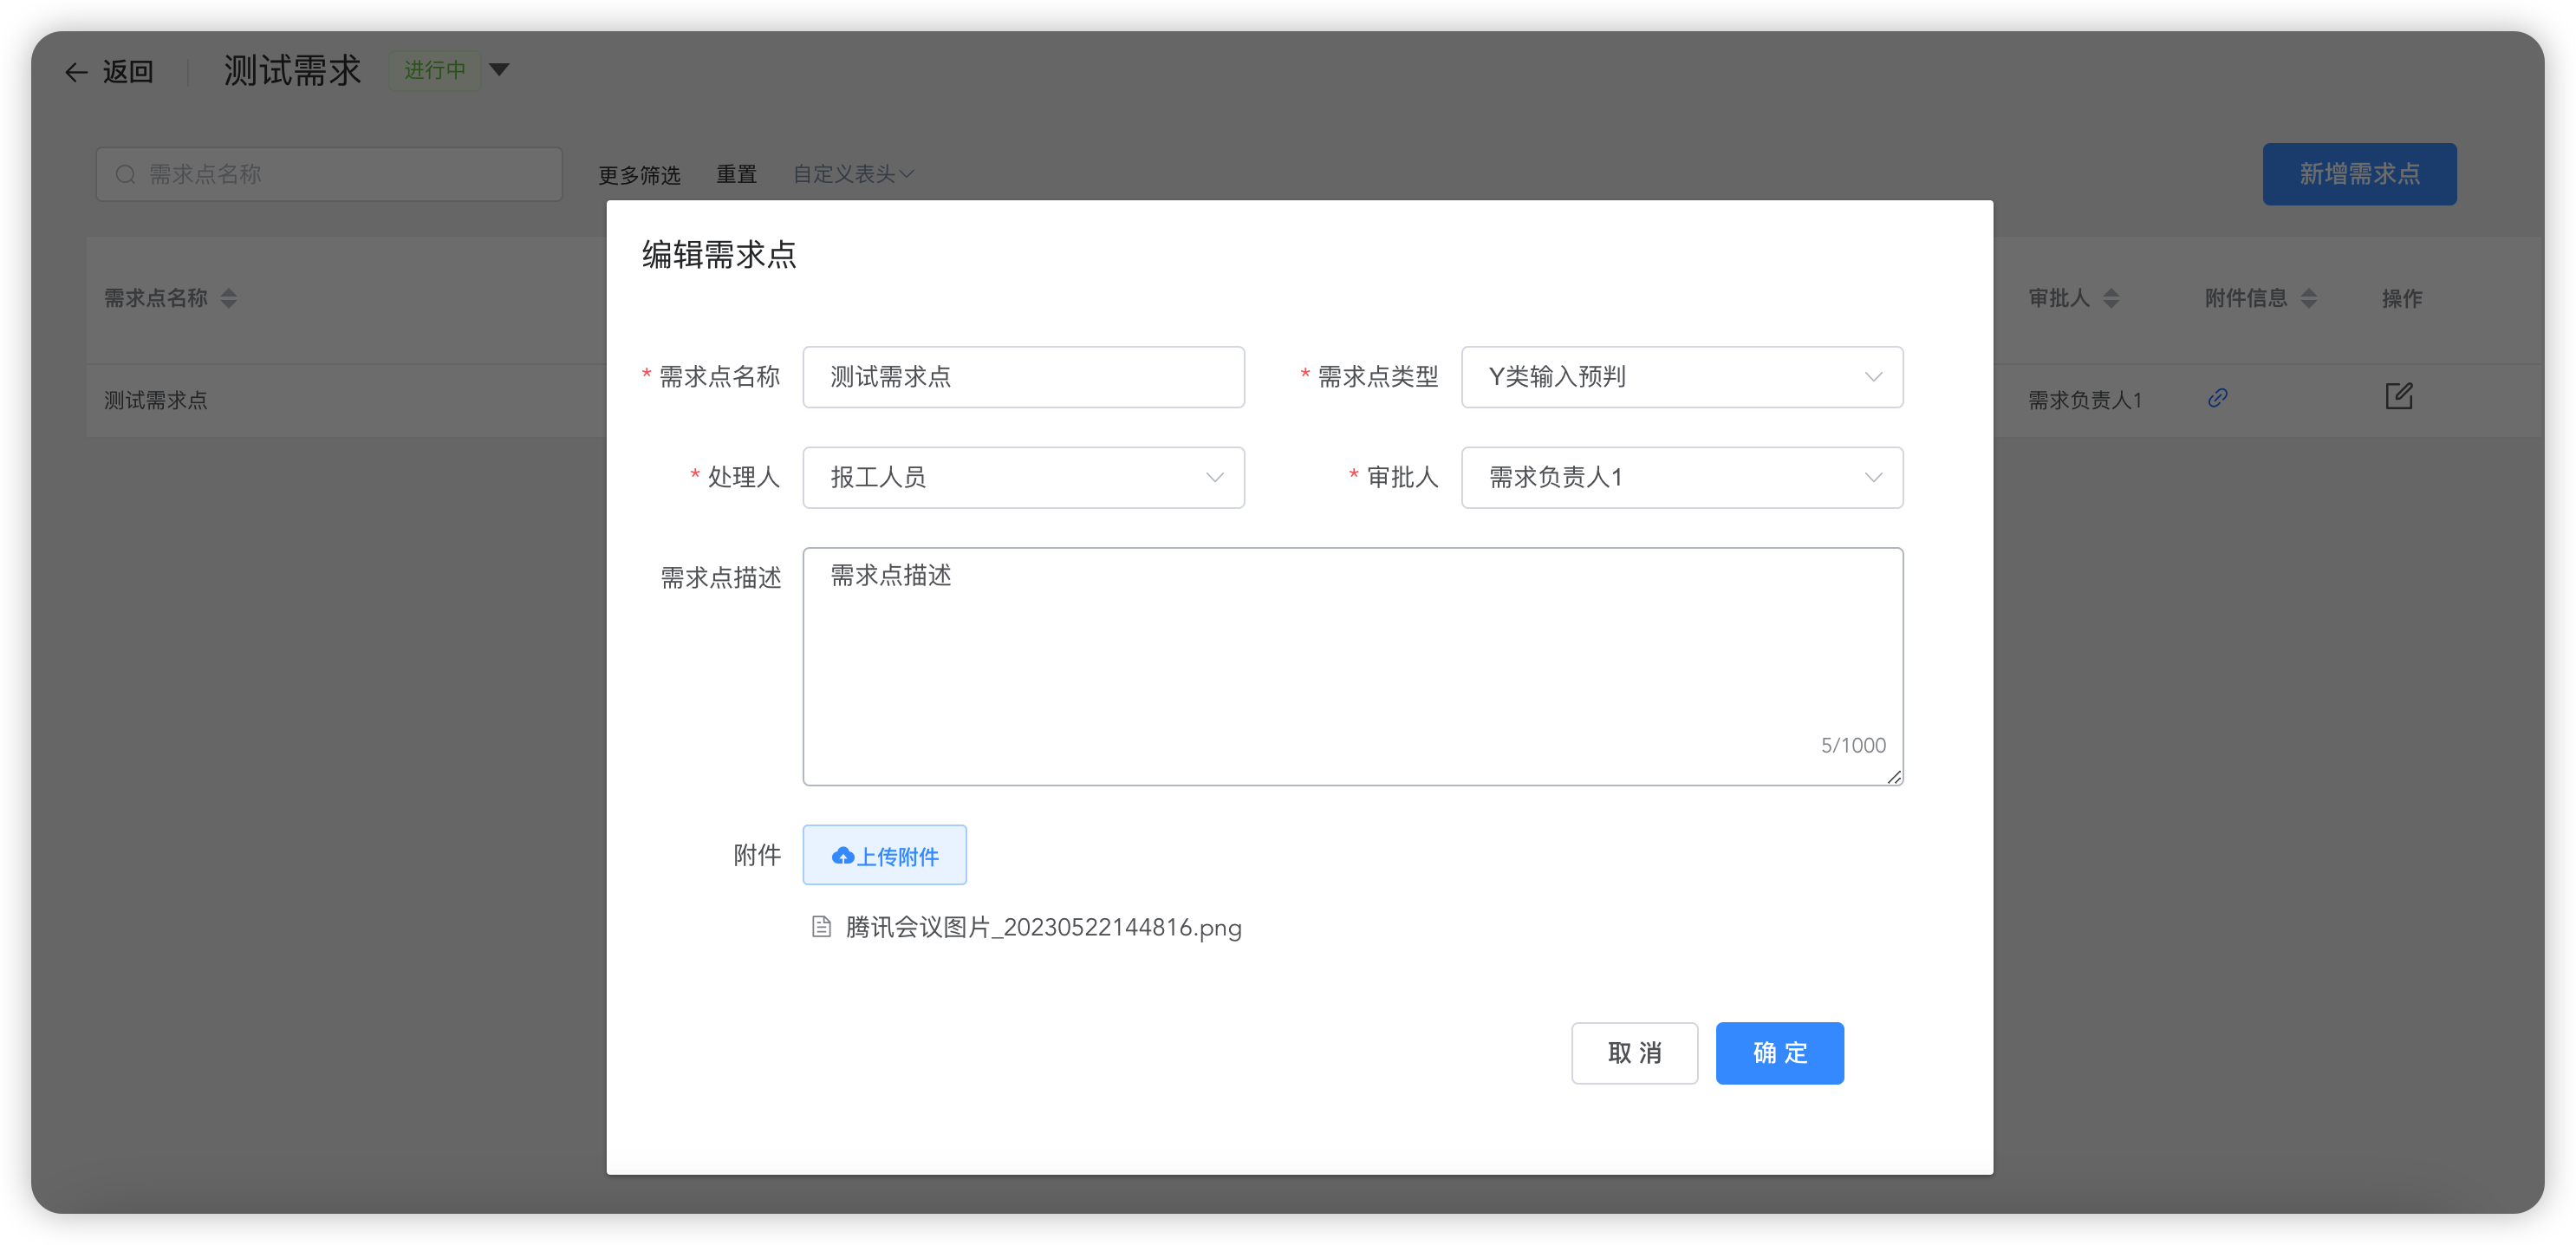 返回 测试需求 进行中
需求点名称 更多筛选 重置 自定义表头 新增需求点
编辑需求点
需求点名称 审批人 附件信息 操作
* 需求点名称 测试需求点 * 需求点类型 Y类输入预判
测试需求点 需求负责人1
* 处理人 报工人员 * 审批人 需求负责人1
需求点描述 需求点描述
5/1000
附件 上传附件
腾讯会议图片_20230522144816.png
取 消 确 定